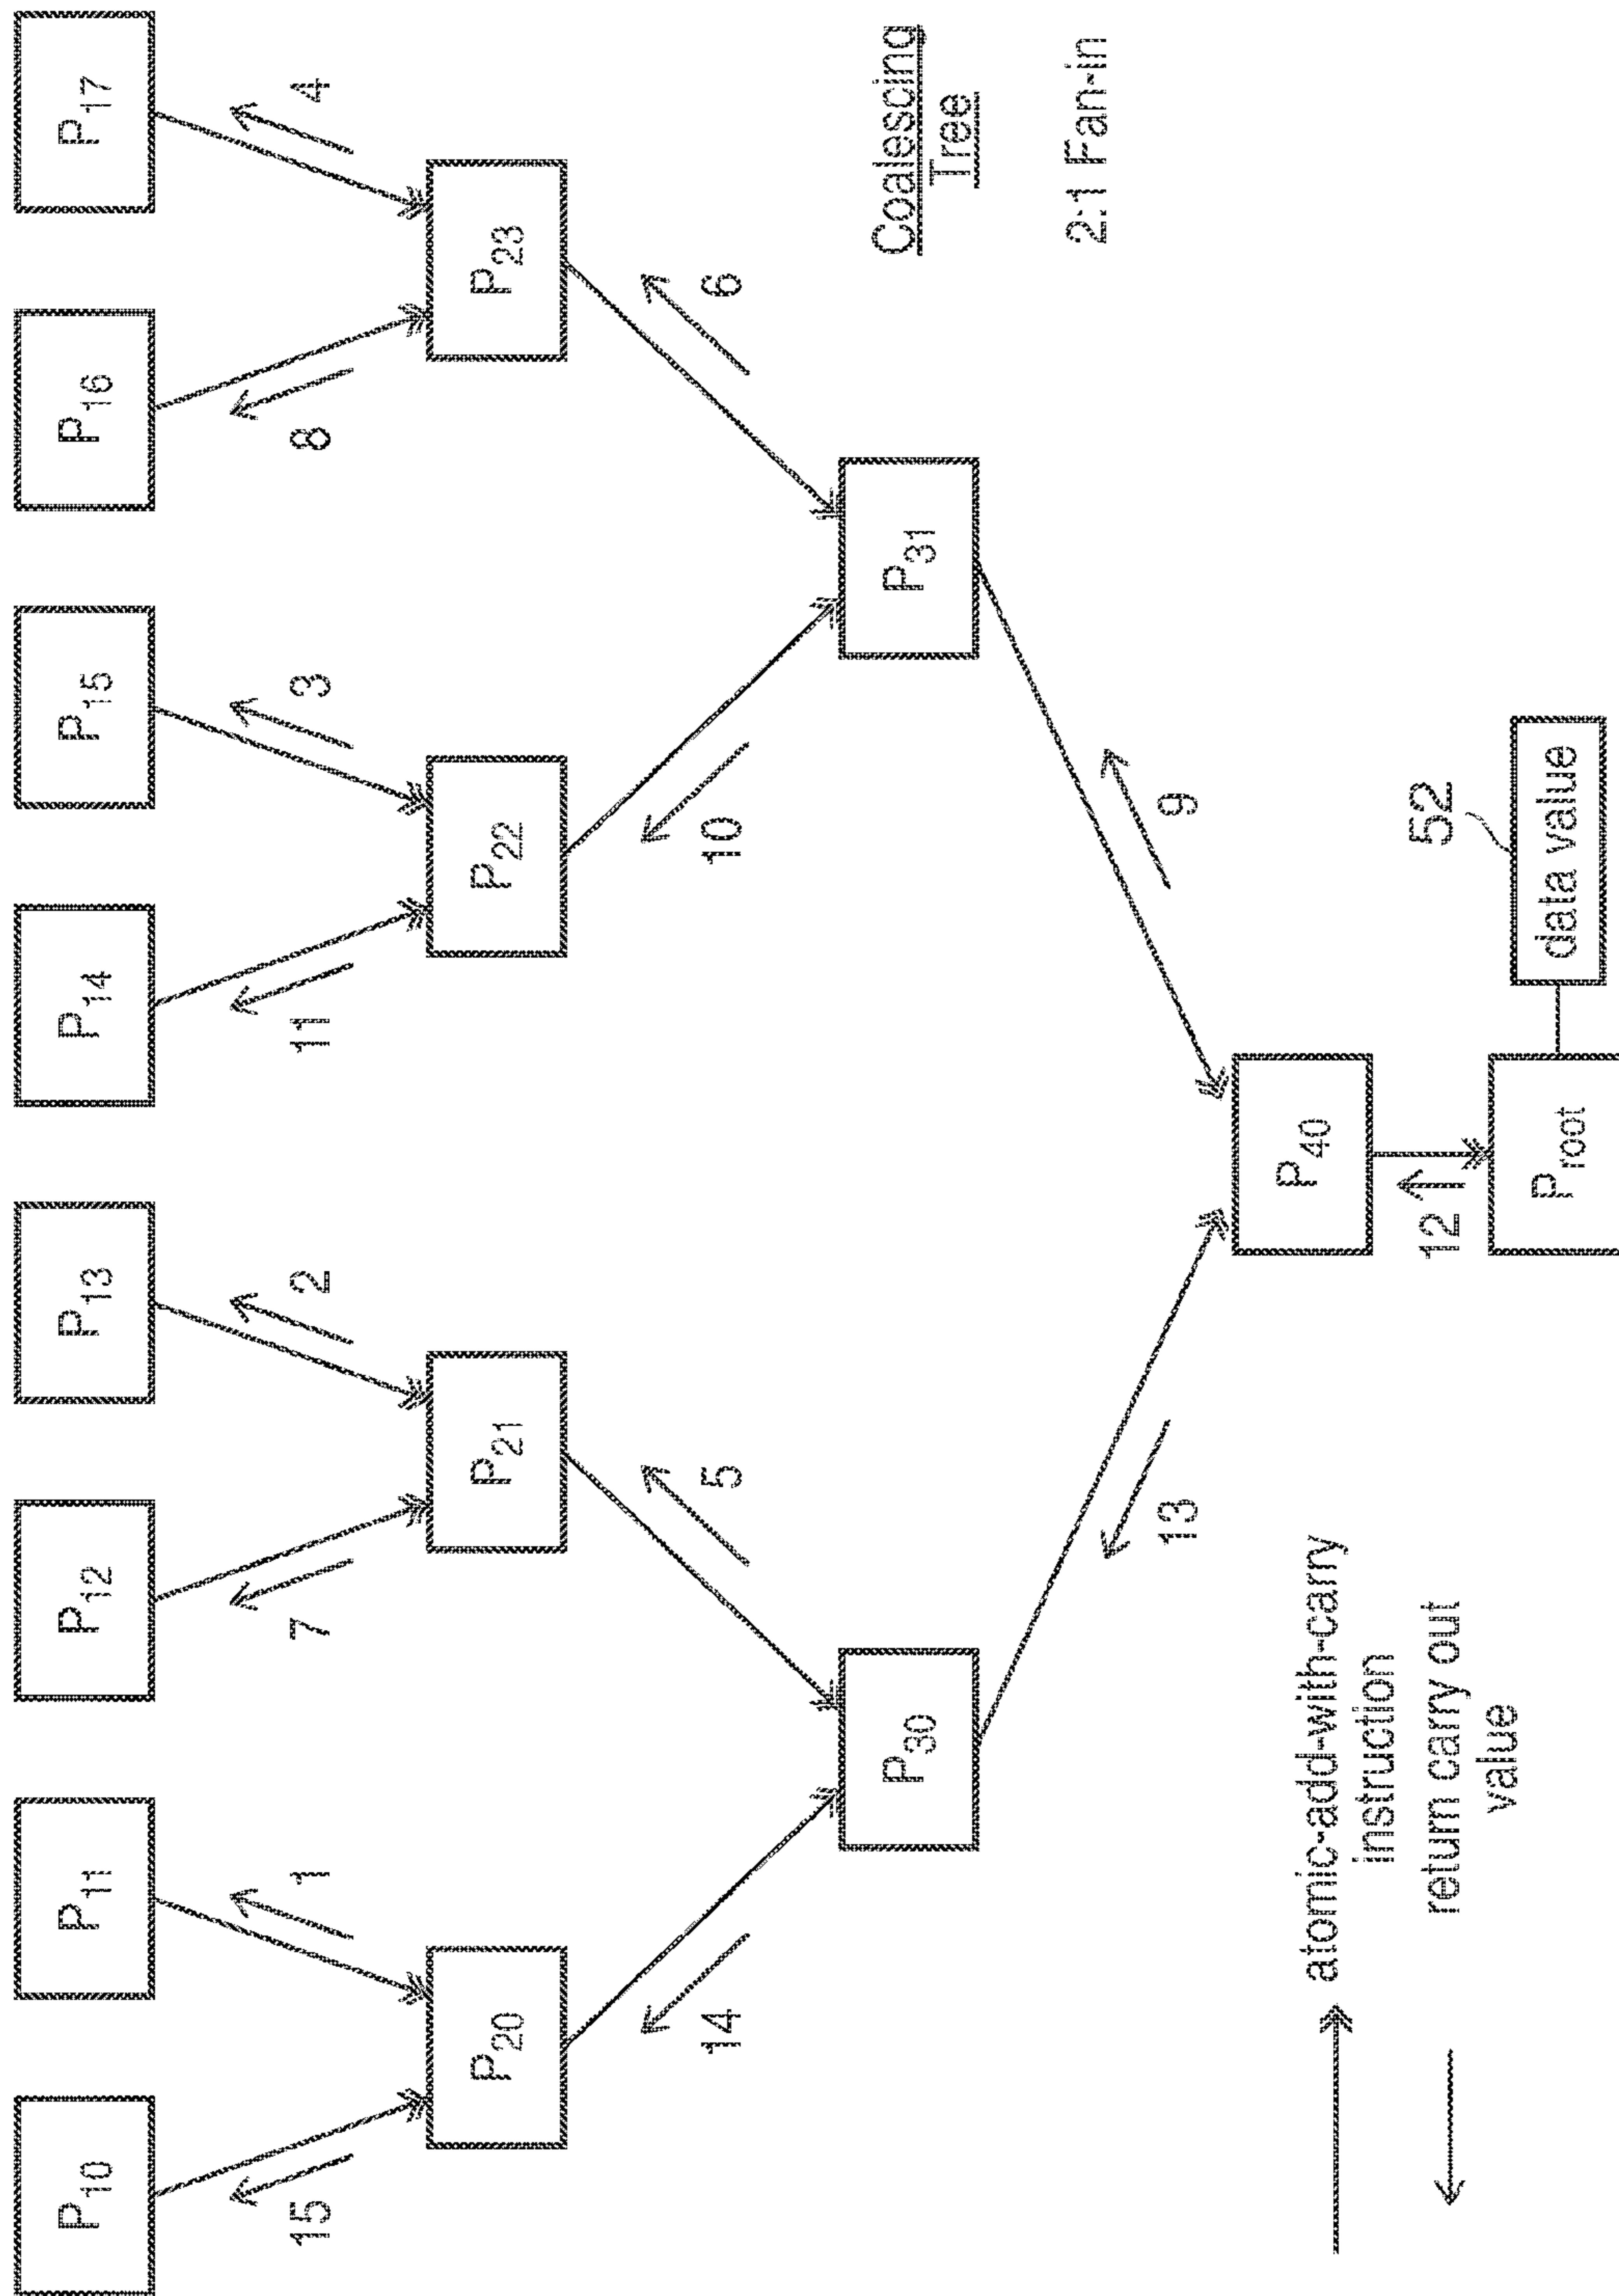 P10
P11
P12
P13
P14
P15
P16
P17
15
1
7
2
11
3
8
4
P20
P21
P22
P23
14
5
10
6
P30
P31
Coalescing
Tree
2:1 Fan-in
13
9
P40
12
Proot
52
data value
atomic-add-with-carry
instruction
return carry out
value